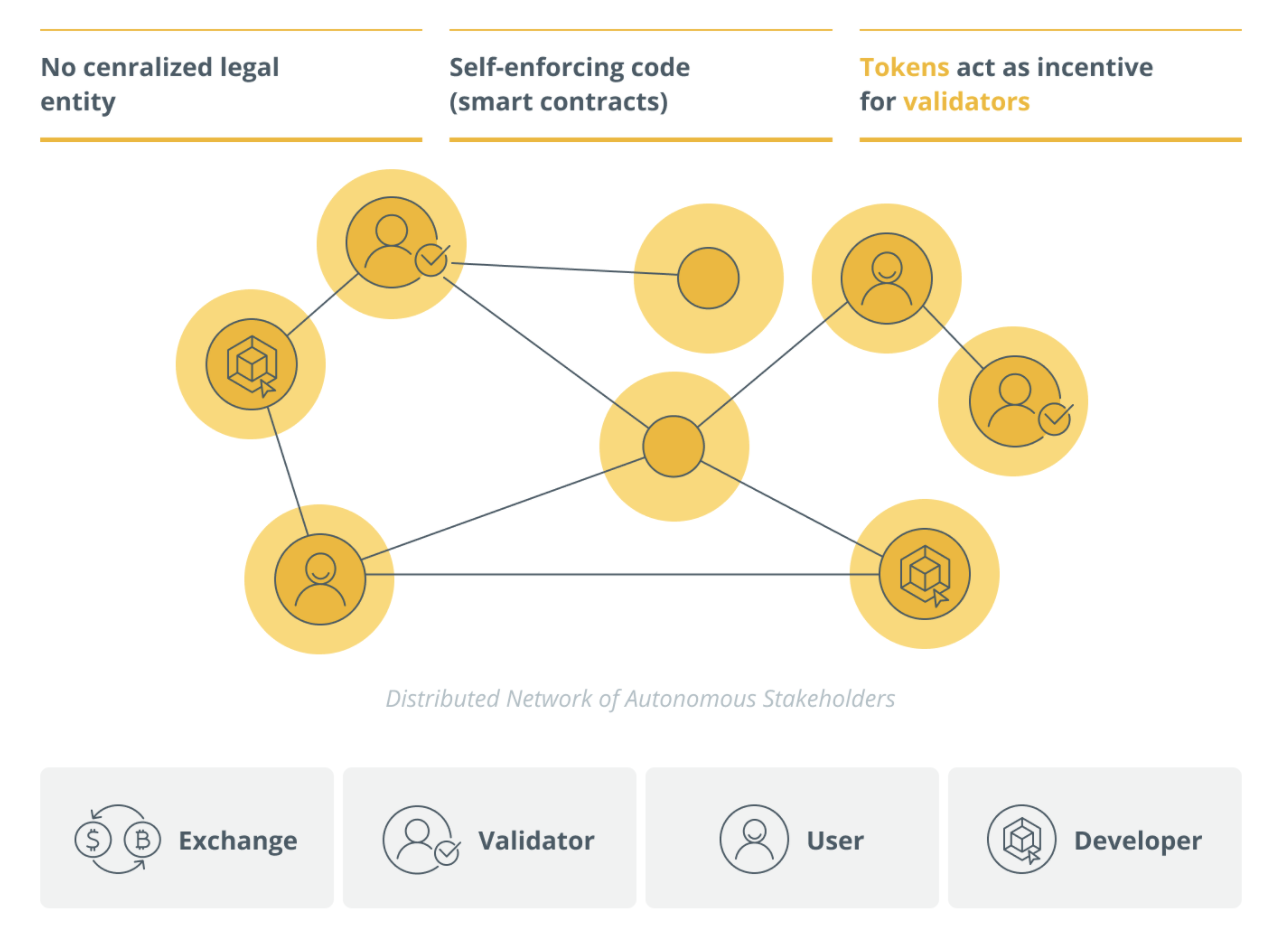 No cenralized legal
entity
Self-enforcing code
(smart contracts)
Tokens act as incentive
for validators
Distributed Network of Autonomous Stakeholders
Exchange
Validator
User
Developer